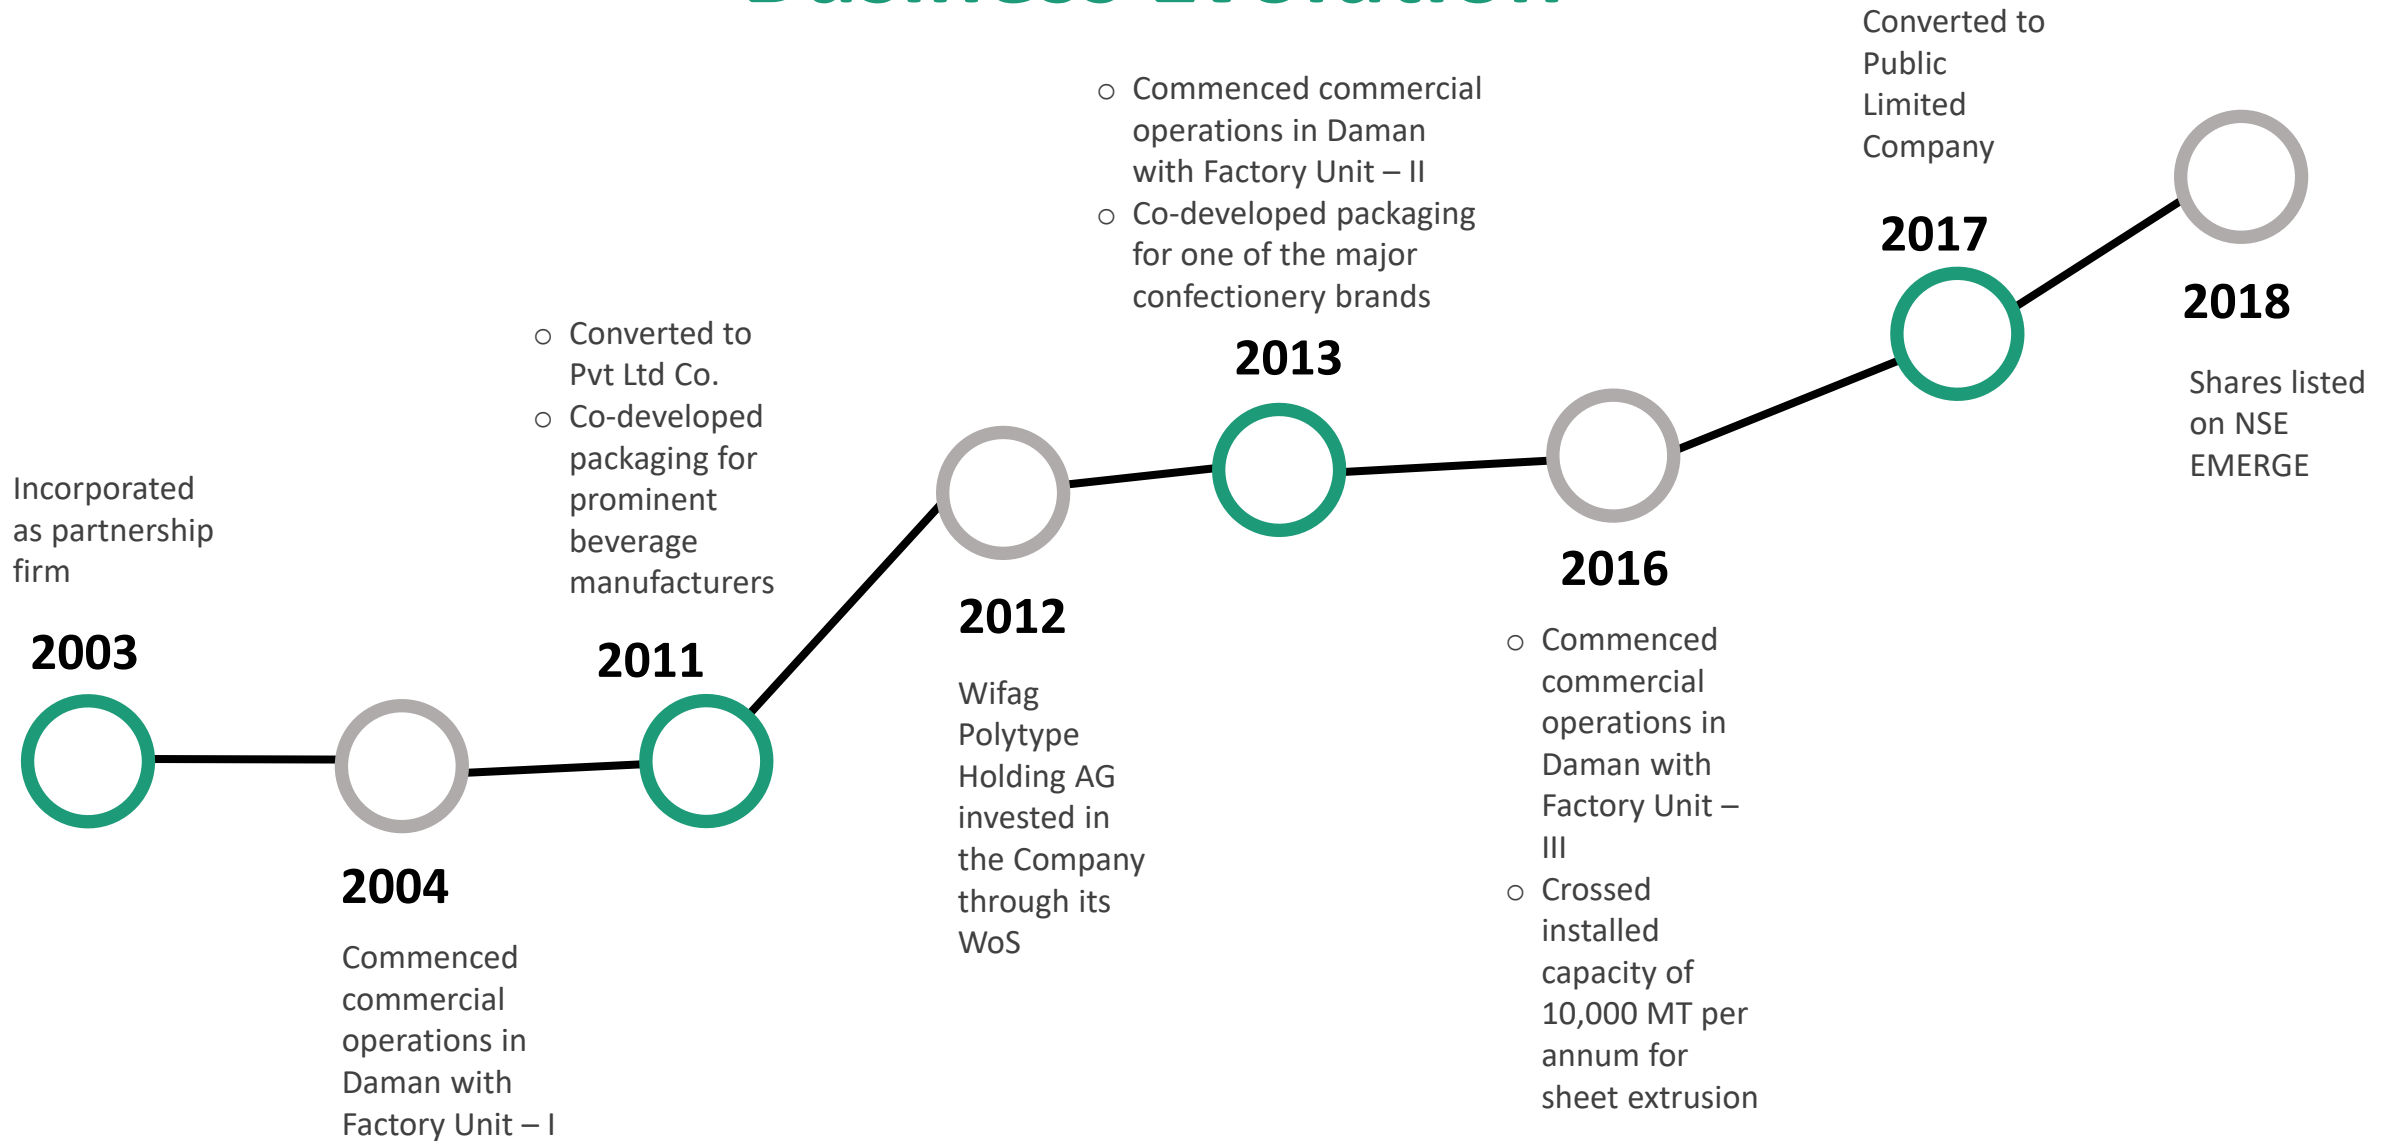 Business Evolution
Incorporated
as partnership
firm
2003
2004
Commenced
commercial
operations in
Daman with
Factory Unit – I
○ Converted to
Pvt Ltd Co.
○ Co-developed
packaging for
prominent
beverage
manufacturers
2011
2012
Wifag
Polytype
Holding AG
invested in
the Company
through its
WoS
○ Commenced commercial
operations in Daman
with Factory Unit – II
○ Co-developed packaging
for one of the major
confectionery brands
2013
2016
○ Commenced
commercial
operations in
Daman with
Factory Unit –
III
○ Crossed
installed
capacity of
10,000 MT per
annum for
sheet extrusion
Converted to
Public
Limited
Company
2017
2018
Shares listed
on NSE
EMERGE